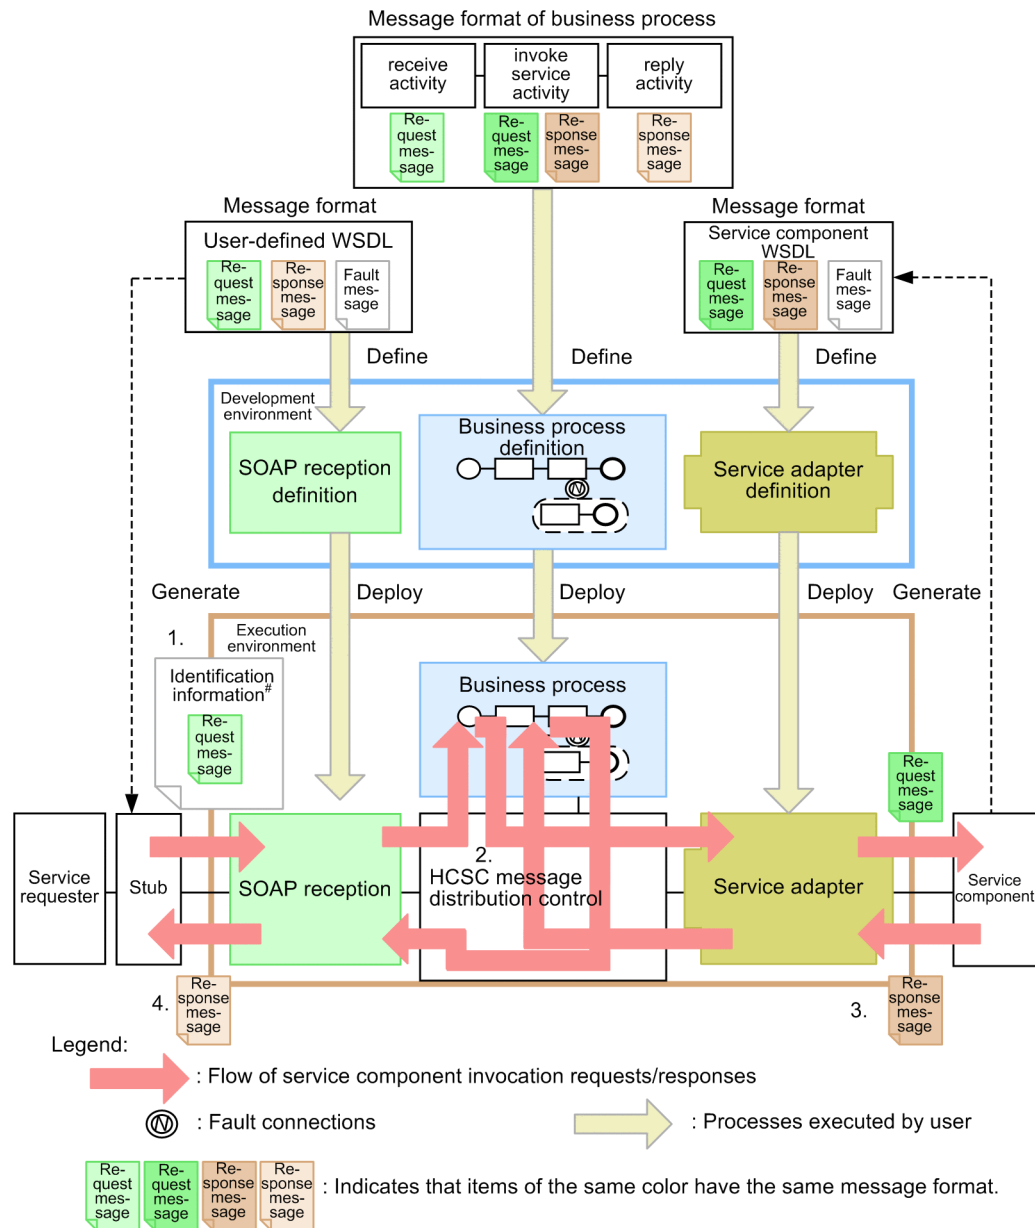 Message format of business process
receive
activity
invoke
service
activity
reply
activity
Re-
quest
mes-
sage
Re-
quest
mes-
sage
Re-
sponse
mes-
sage
Re-
sponse
mes-
sage
Message format
User-defined WSDL
Re-
quest
mes-
sage
Re-
sponse
mes-
sage
Fault
mes-
sage
Message format
Service component
WSDL
Re-
quest
mes-
sage
Re-
sponse
mes-
sage
Fault
mes-
sage
Define
Define
Define
Development
environment
SOAP reception
definition
Business process
definition
N
Service adapter
definition
Generate
Deploy
Deploy
Deploy
Generate
1.
Execution
environment
Identification
information#
Re-
quest
mes-
sage
Business process
N
Re-
quest
mes-
sage
Service
requester
Stub
SOAP reception
2.
HCSC message
distribution control
Service adapter
Service
component
4.
Re-
sponse
mes-
sage
3.
Re-
sponse
mes-
sage
Legend:
: Flow of service component invocation requests/responses
N
: Fault connections
: Processes executed by user
Re-
quest
mes-
sage
Re-
quest
mes-
sage
Re-
sponse
mes-
sage
Re-
sponse
mes-
sage
: Indicates that items of the same color have the same message format.